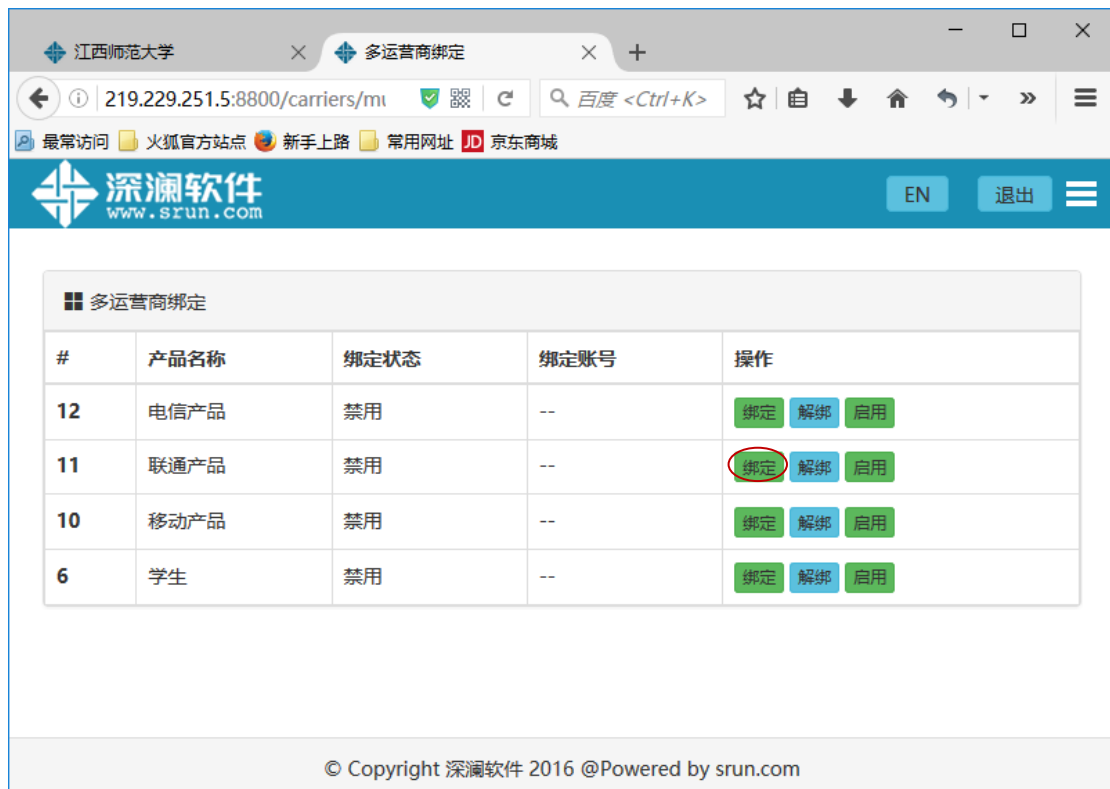 江西师范大学 多运营商绑定
219.229.251.5:8800/carriers/mu 百度 <Ctrl+K>
最常访问 火狐官方站点 新手上路 常用网址 JD 京东商城
深澜软件
www.srun.com
EN 退出
多运营商绑定
# 产品名称 绑定状态 绑定账号 操作
12 电信产品 禁用 -- 绑定 解绑 启用
11 联通产品 禁用 -- 绑定 解绑 启用
10 移动产品 禁用 -- 绑定 解绑 启用
6 学生 禁用 -- 绑定 解绑 启用
© Copyright 深澜软件 2016 @Powered by srun.com